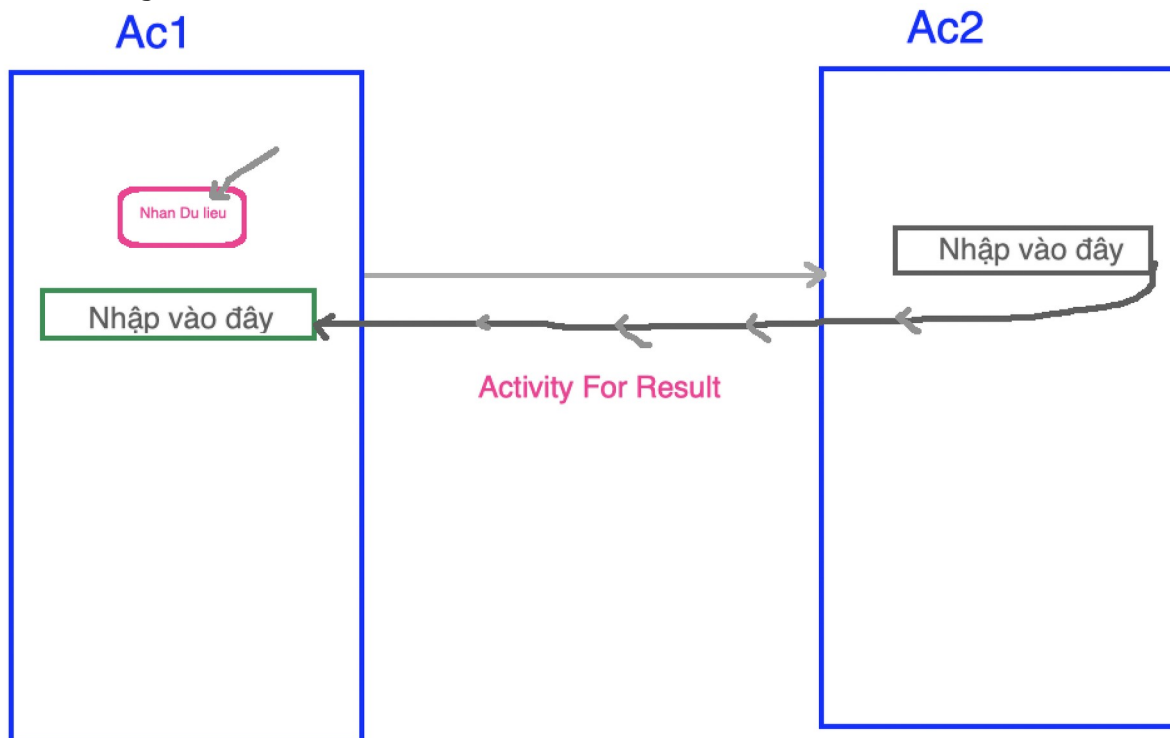 Ac1
Ac2
Nhan Du lieu
Nhập vào đây
Nhập vào đây
Activity For Result